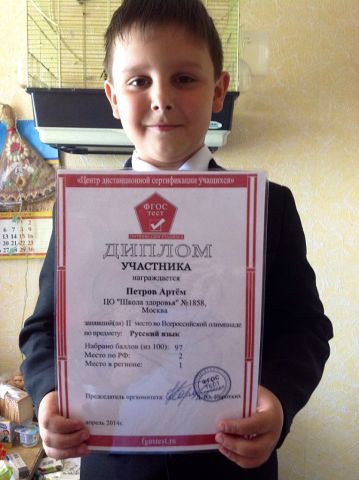 «Центр дистанционной сертификации учащихся»
ФГОС
тест
ДИПЛОМ
УЧАСТНИКА
награждается
Петров Артём
ЦО "Школа здоровья" №1858,
Москва
занявший(ая) II место во Всероссийской олимпиаде
по предмету: Русский язык
Набрано баллов (из 100): 97
Место по РФ: 2
Место в регионе: 1
Председатель оргкомитета:
ФГОС
ТЕСТ
апрель 2014г.
fgostest.ru